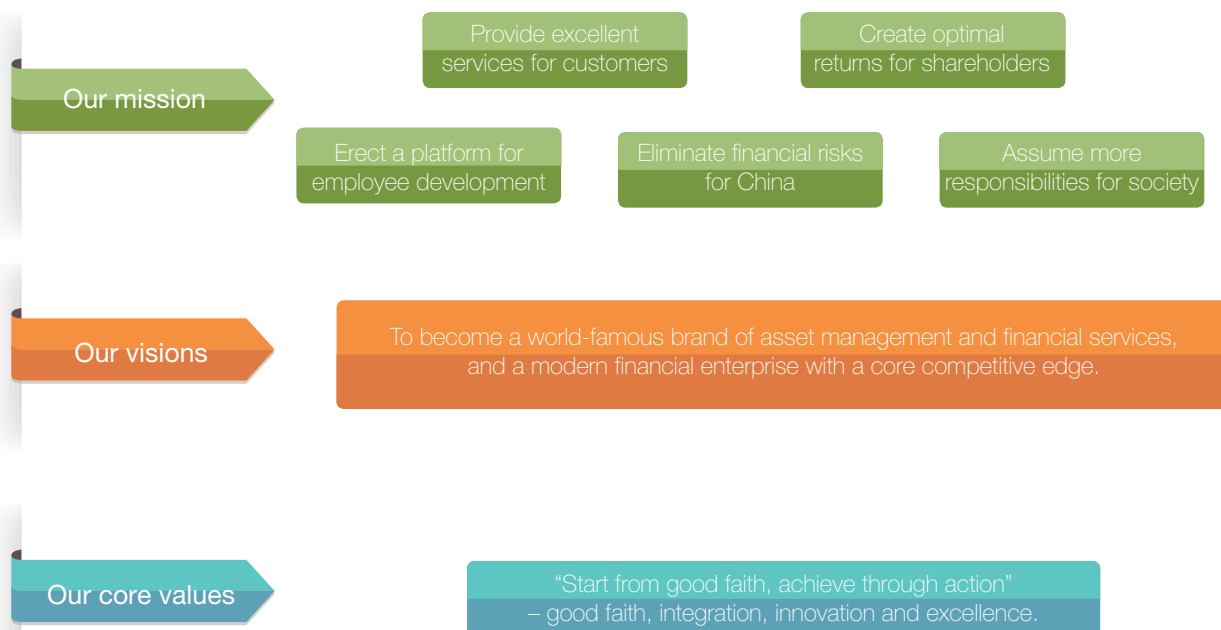 Our mission
Provide excellent
services for customers
Create optimal
returns for shareholders
Erect a platform for
employee development
Eliminate financial risks
for China
Assume more
responsibilities for society
Our visions
To become a world-famous brand of asset management and financial services,
and a modern financial enterprise with a core competitive edge.
Our core values
“Start from good faith, achieve through action”
– good faith, integration, innovation and excellence.